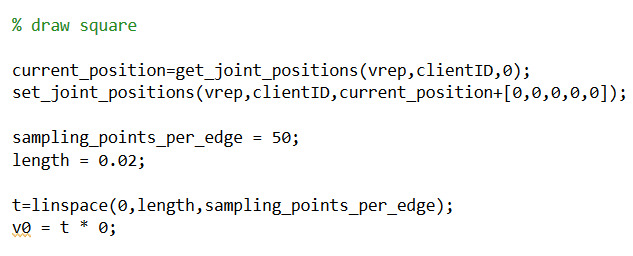 % draw square
current_position=get_joint_positions(vrep,clientID,0);
set_joint_positions(vrep,clientID,current_position+[0,0,0,0,0]);
sampling_points_per_edge = 50;
length = 0.02;
t=linspace(0,length,sampling_points_per_edge);
v0 = t * 0;